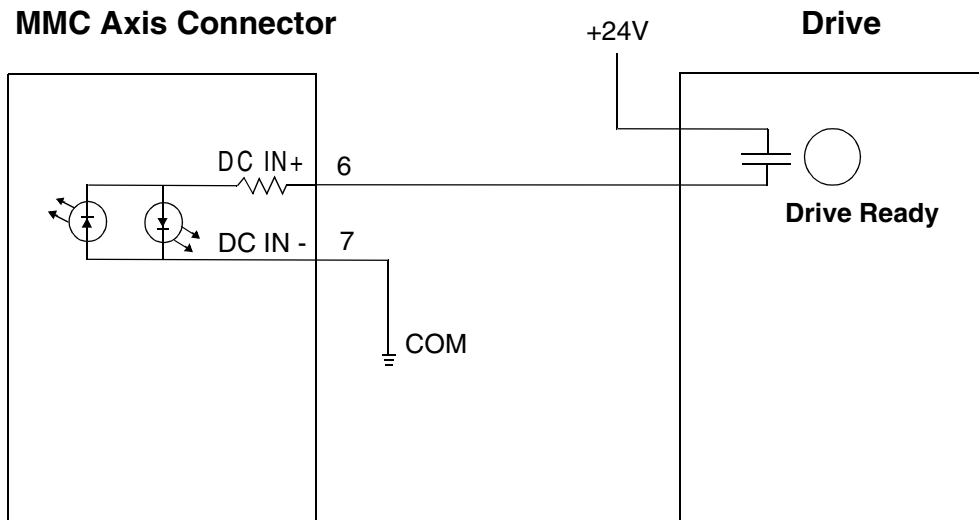 MMC Axis Connector
+24V
Drive
DC IN+
6
Drive Ready
DC IN -
7
COM